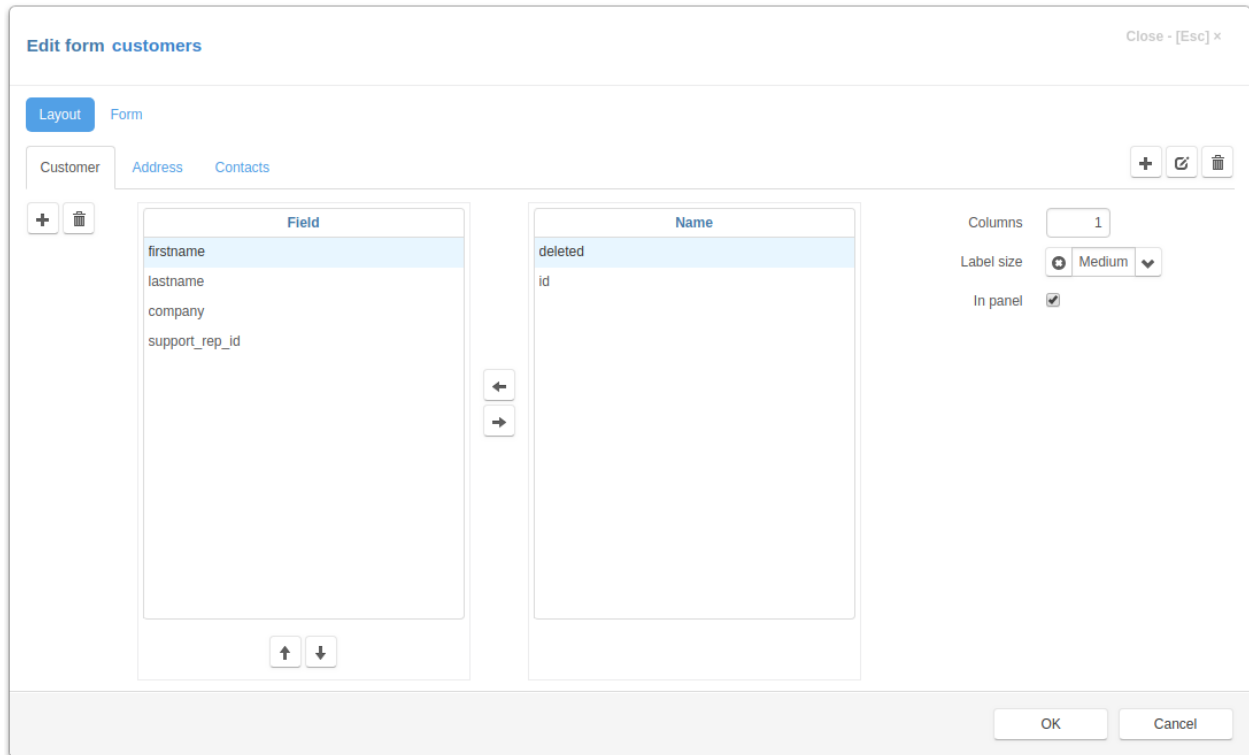 Edit form customers
Close - [Esc] ×
Layout Form
Customer Address Contacts
Field Name
firstname
lastname
company
support_rep_id
deleted
id
Columns 1
Label size Medium
In panel
OK Cancel